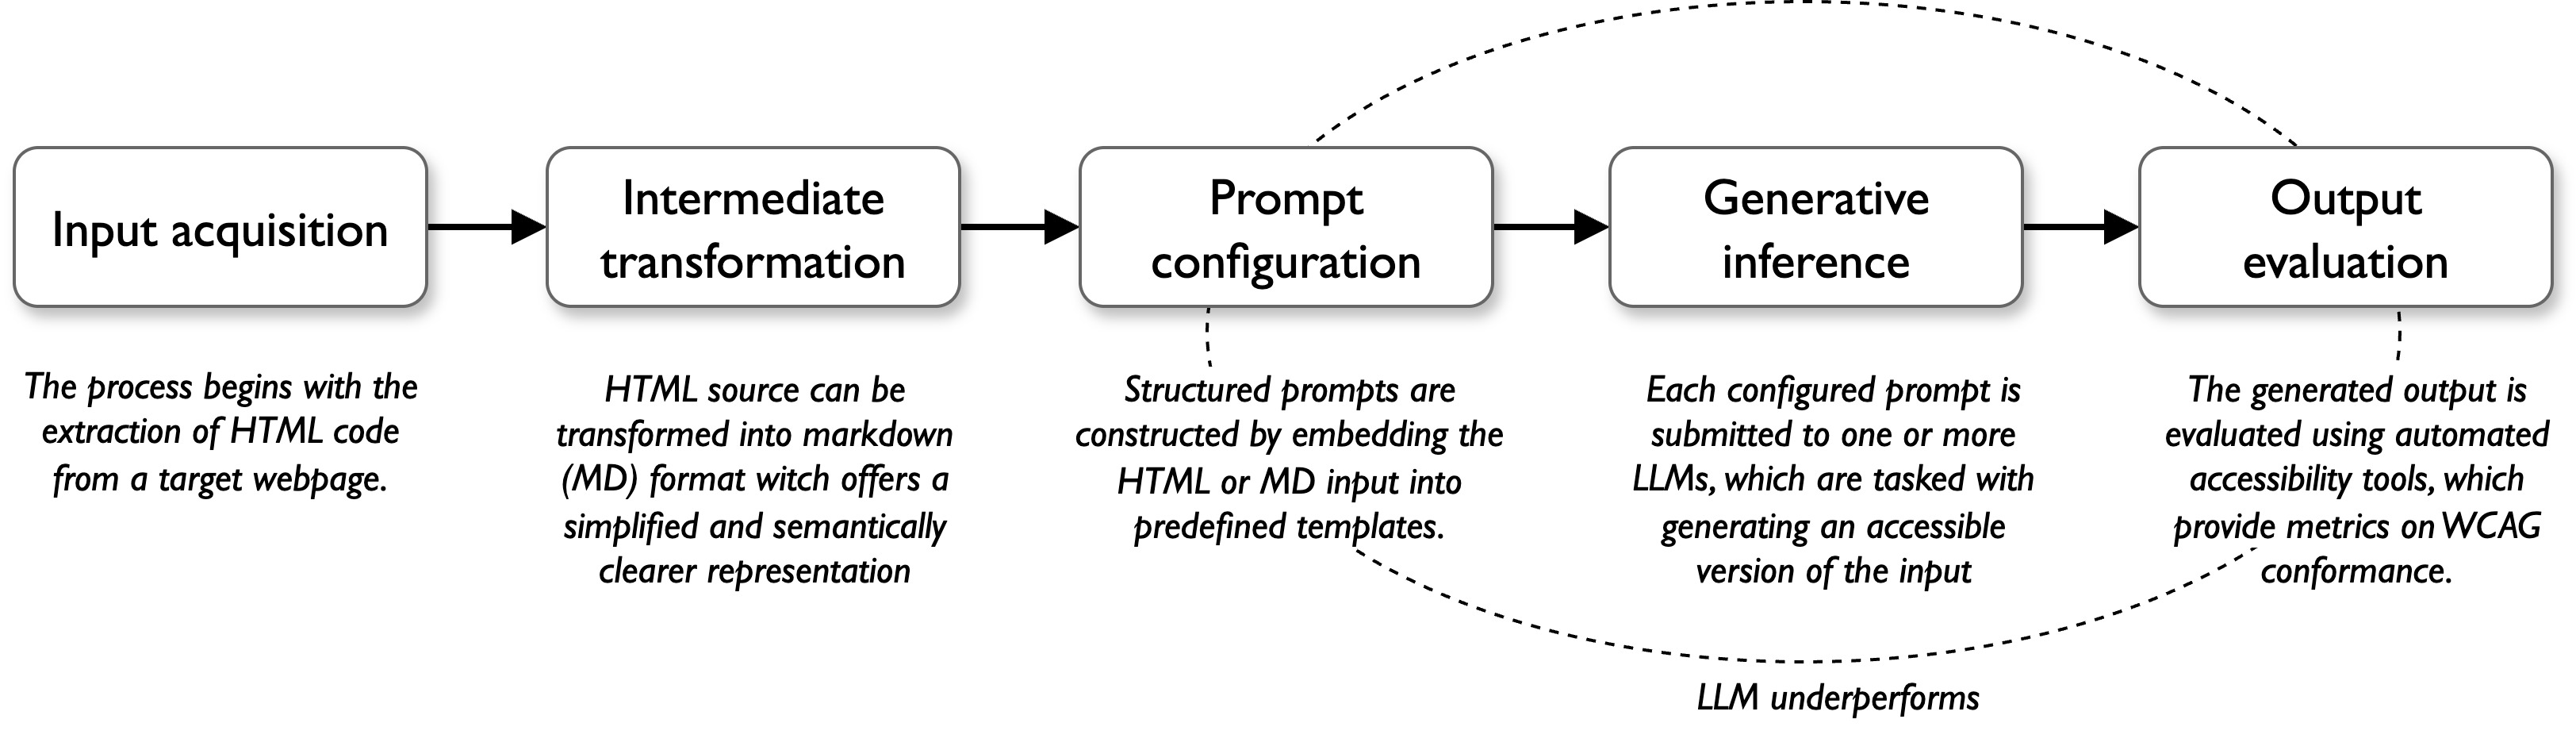 Input acquisition
Intermediate
transformation
Prompt
configuration
Generative
inference
Output
evaluation
The process begins with the
extraction of HTML code
from a target webpage.
HTML source can be
transformed into markdown
(MD) format witch offers a
simplified and semantically
clearer representation
Structured prompts are
constructed by embedding the
HTML or MD input into
predefined templates.
Each configured prompt is
submitted to one or more
LLMs, which are tasked with
generating an accessible
version of the input
The generated output is
evaluated using automated
accessibility tools, which
provide metrics on WCAG
conformance.
LLM underperforms